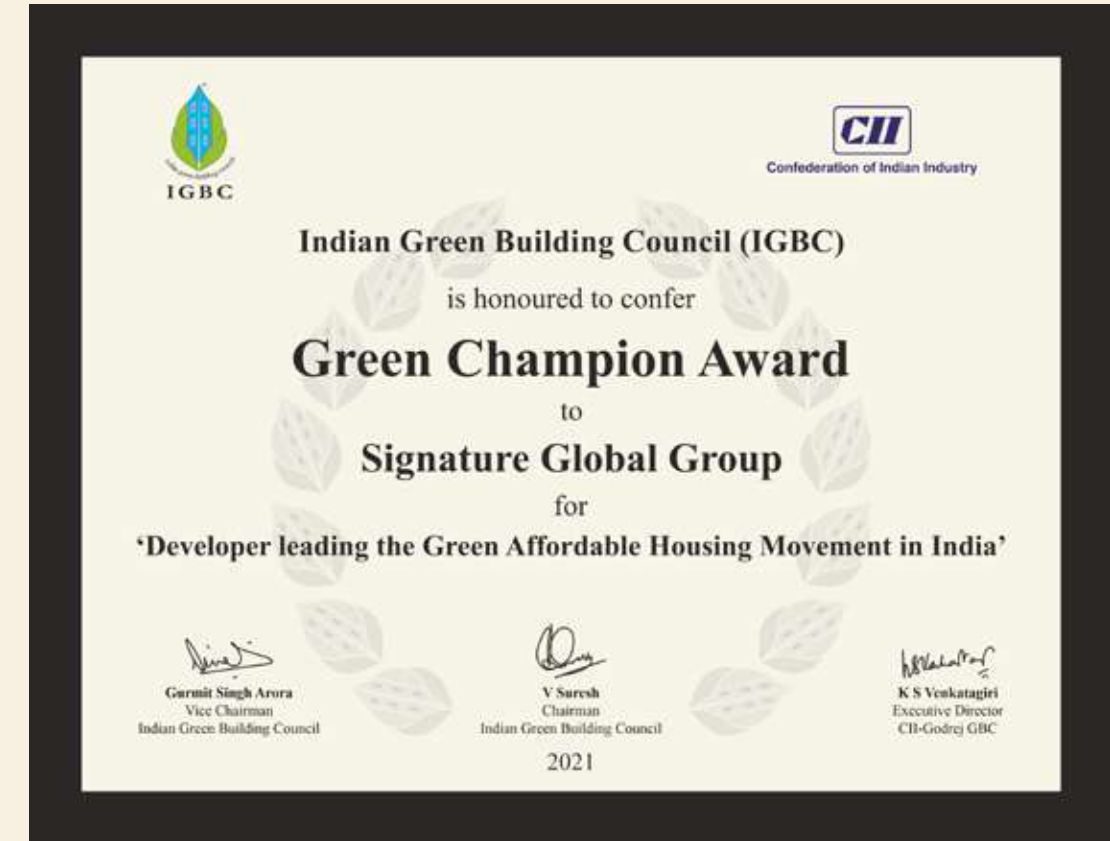 IGBC
CII
Confederation of Indian Industry
Indian Green Building Council (IGBC)
is honoured to confer
Green Champion Award
to
Signature Global Group
for
‘Developer leading the Green Affordable Housing Movement in India’
Gurmit Singh Arora
Vice Chairman
Indian Green Building Council
V Suresh
Chairman
Indian Green Building Council
K S Venkatagiri
Executive Director
CII-Godrej GBC
2021